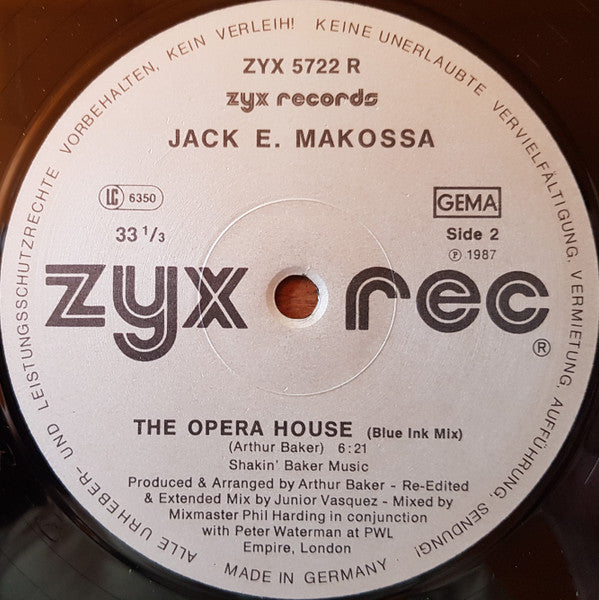 ALLE URHEBER- UND LEISTUNGSSCHUTZRECHTE VORBEHALTEN, KEIN VERLEIH! KEINE UNERLAUBTE VERVIELFÄLTIGUNG, VERMIETUNG, AUFFÜHRUNG, SENDUNG!
ZYX 5722 R
zyx records
JACK E. MAKOSSA
LC 6350
GEMA
33 1/3
Side 2
℗ 1987
zyx rec ®
THE OPERA HOUSE (Blue Ink Mix)
(Arthur Baker) 6:21
Shakin' Baker Music
Produced & Arranged by Arthur Baker - Re-Edited
& Extended Mix by Junior Vasquez - Mixed by
Mixmaster Phil Harding in conjunction
with Peter Waterman at PWL
Empire, London
MADE IN GERMANY